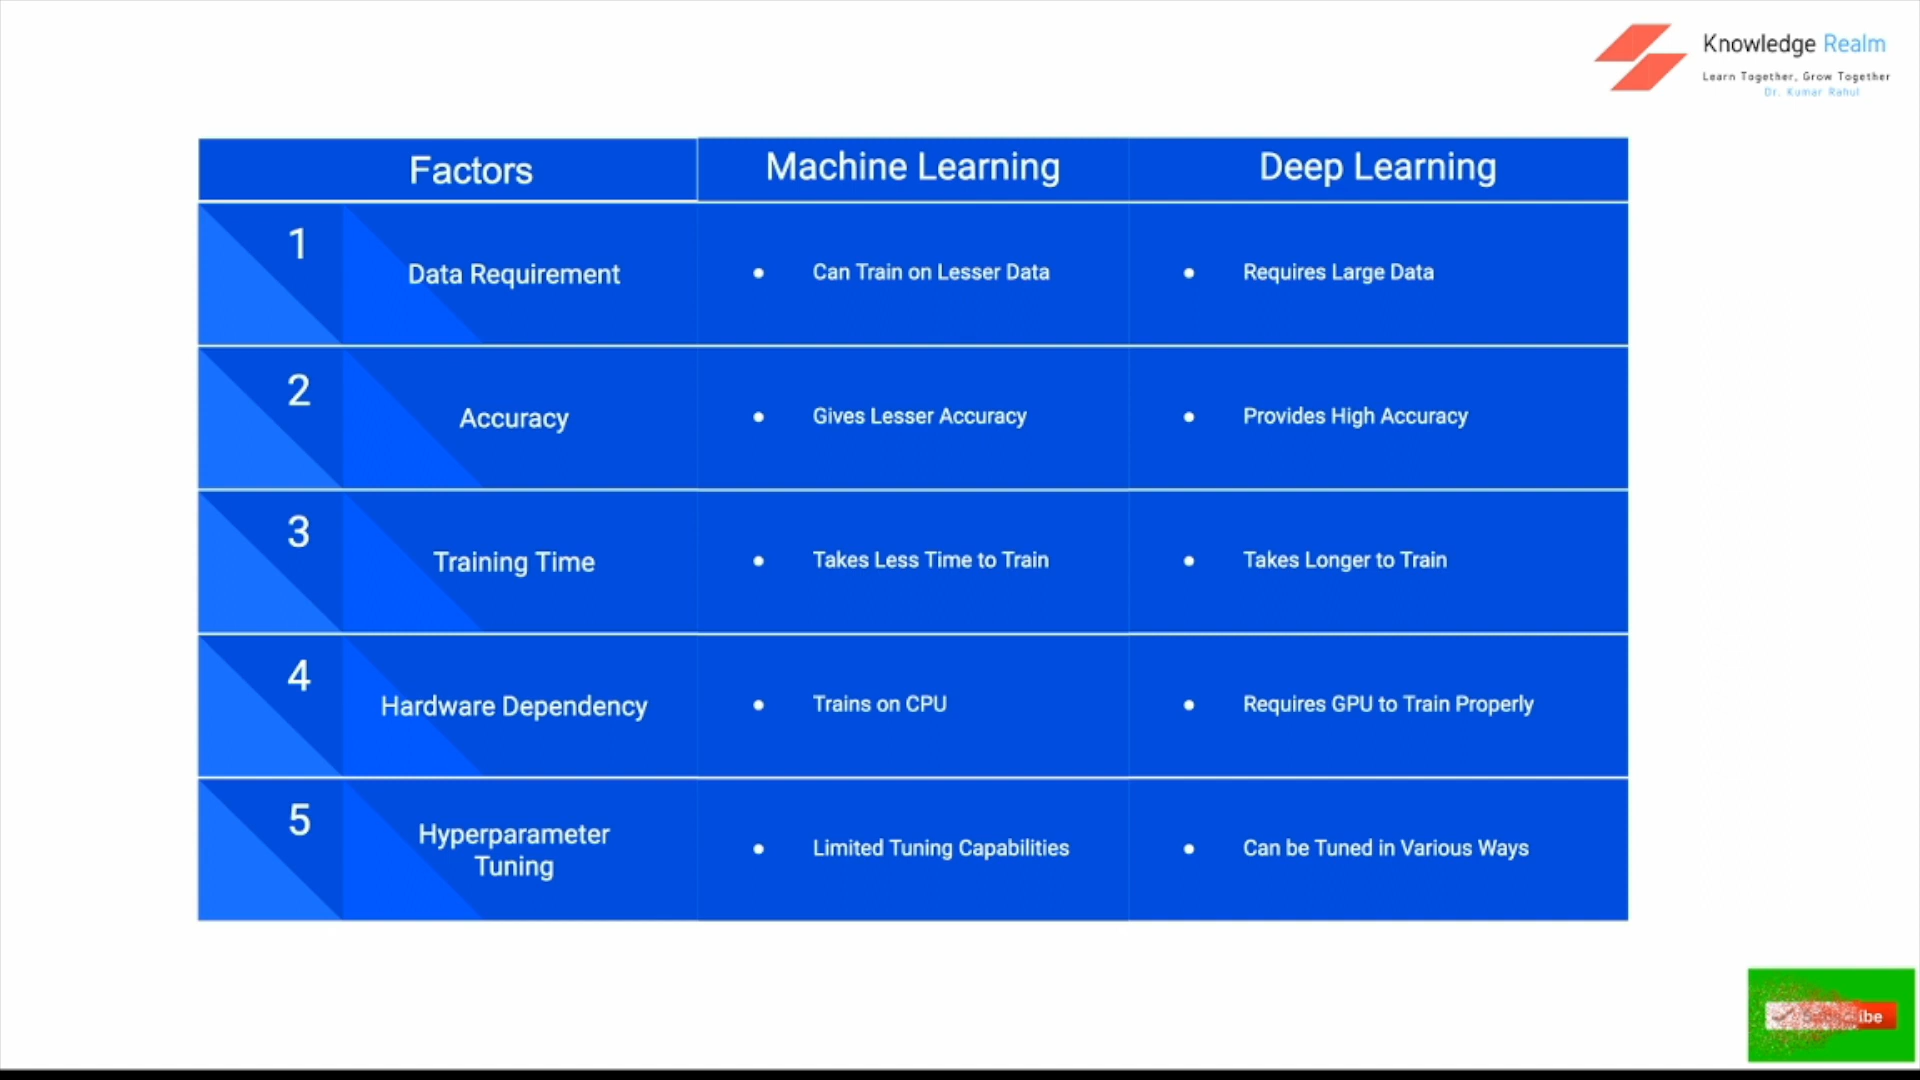 Knowledge Realm
Learn Together, Grow Together
Dr. Kumar Rahul
Factors
Machine Learning
Deep Learning
1
Data Requirement
Can Train on Lesser Data
Requires Large Data
2
Accuracy
Gives Lesser Accuracy
Provides High Accuracy
3
Training Time
Takes Less Time to Train
Takes Longer to Train
4
Hardware Dependency
Trains on CPU
Requires GPU to Train Properly
5
Hyperparameter
Tuning
Limited Tuning Capabilities
Can be Tuned in Various Ways